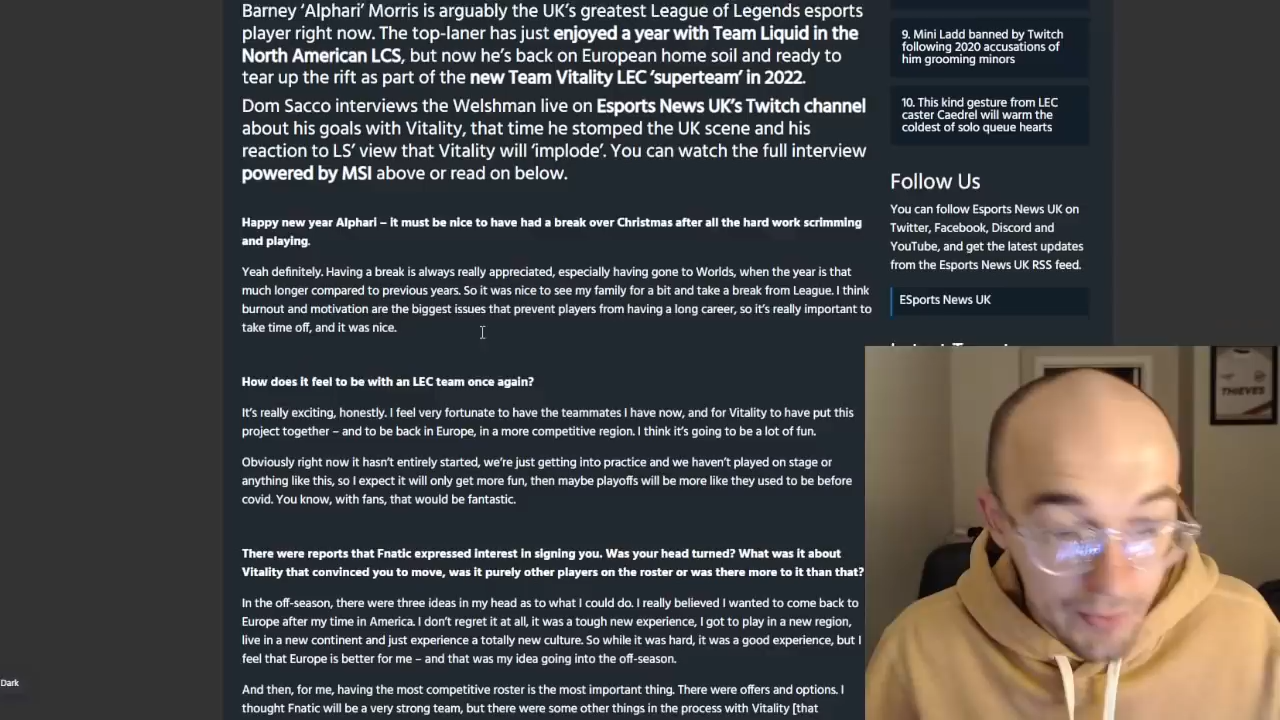 Barney ‘Alphari’ Morris is arguably the UK’s greatest League of Legends esports
player right now. The top-laner has just enjoyed a year with Team Liquid in the
North American LCS, but now he’s back on European home soil and ready to
tear up the rift as part of the new Team Vitality LEC ‘superteam’ in 2022.
Dom Sacco interviews the Welshman live on Esports News UK’s Twitch channel
about his goals with Vitality, that time he stomped the UK scene and his
reaction to LS’ view that Vitality will ‘implode’. You can watch the full interview
powered by MSI above or read on below.
Happy new year Alphari – it must be nice to have had a break over Christmas after all the hard work scrimming
and playing.
Yeah definitely. Having a break is always really appreciated, especially having gone to Worlds, when the year is that
much longer compared to previous years. So it was nice to see my family for a bit and take a break from League. I think
burnout and motivation are the biggest issues that prevent players from having a long career, so it’s really important to
take time off, and it was nice.
How does it feel to be with an LEC team once again?
It’s really exciting, honestly. I feel very fortunate to have the teammates I have now, and for Vitality to have put this
project together – and to be back in Europe, in a more competitive region. I think it’s going to be a lot of fun.
Obviously right now it hasn’t entirely started, we’re just getting into practice and we haven’t played on stage or
anything like this, so I expect it will only get more fun, then maybe playoffs will be more like they used to be before
covid. You know, with fans, that would be fantastic.
There were reports that Fnatic expressed interest in signing you. Was your head turned? What was it about
Vitality that convinced you to move, was it purely other players on the roster or was there more to it than that?
In the off-season, there were three ideas in my head as to what I could do. I really believed I wanted to come back to
Europe after my time in America. I don’t regret it at all, it was a tough new experience, I got to play in a new region,
live in a new continent and just experience a totally new culture. So while it was hard, it was a good experience, but I
feel that Europe is better for me – and that was my idea going into the off-season.
And then, for me, having the most competitive roster is the most important thing. There were offers and options. I
thought Fnatic will be a very strong team, but there were some other things in the process with Vitality [that
9. Mini Ladd banned by Twitch
following 2020 accusations of
him grooming minors
10. This kind gesture from LEC
caster Caedrel will warm the
coldest of solo queue hearts
Follow Us
You can follow Esports News UK on
Twitter, Facebook, Discord and
YouTube, and get the latest updates
from the Esports News UK RSS feed.
ESports News UK
THIEVES
Dark